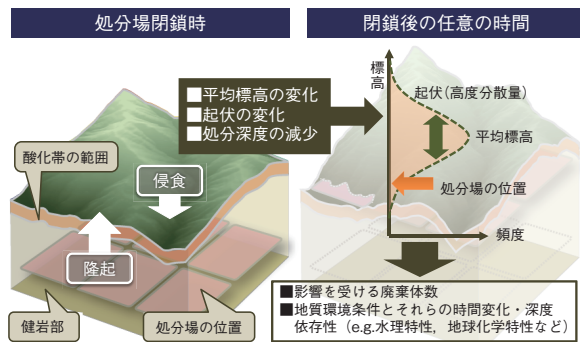 処分場閉鎖時
閉鎖後の任意の時間
■平均標高の変化
■起伏の変化
■処分深度の減少
酸化帯の範囲
侵食
隆起
健岩部
処分場の位置
標高
起伏（高度分散量）
平均標高
処分場の位置
頻度
■影響を受ける廃棄体数
■地質環境条件とそれらの時間変化・深度
依存性（e.g.水理特性，地球化学特性など）